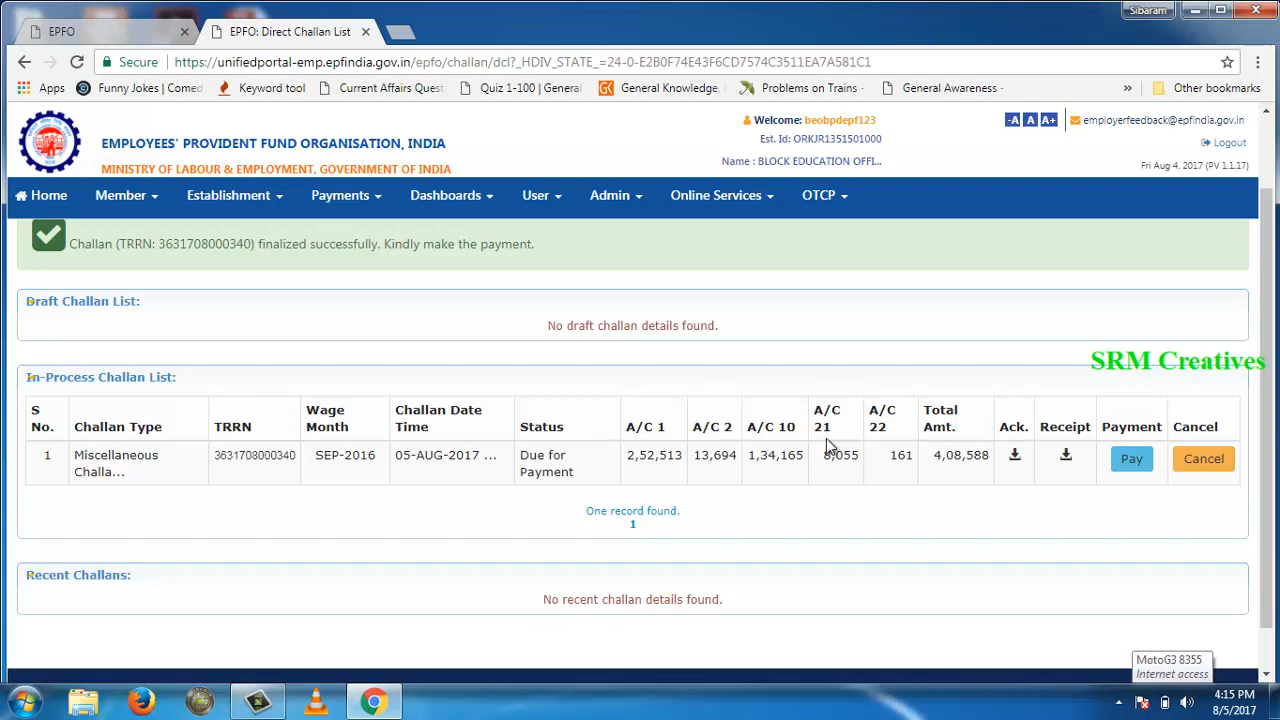 Sibaram
EPFO
EPFO: Direct Challan List
Secure
https://unifiedportal-emp.epfindia.gov.in/epfo/challan/dcl?_HDIV_STATE_=24-0-E2B0F74E43F6CD7574C3511EA7A581C1
Apps Funny Jokes | Comed Keyword tool Current Affairs Quest Quiz 1-100 | General General Knowledge, Problems on Trains - General Awareness - » Other bookmarks
EMPLOYEES' PROVIDENT FUND ORGANISATION, INDIA
MINISTRY OF LABOUR & EMPLOYMENT, GOVERNMENT OF INDIA
Welcome: beobpdepf123
Est. Id: ORKJR1351501000
Name : BLOCK EDUCATION OFFI...
-A A A+ employerfeedback@epfindia.gov.in
Logout
Fri Aug 4, 2017 (PV 1.1.17)
Home Member Establishment Payments Dashboards User Admin Online Services OTCP
Challan (TRRN: 3631708000340) finalized successfully. Kindly make the payment.
Draft Challan List:
No draft challan details found.
SRM Creatives
In-Process Challan List:
S No. Challan Type TRRN Wage Month Challan Date Time Status A/C 1 A/C 2 A/C 10 A/C 21 A/C 22 Total Amt. Ack. Receipt Payment Cancel
1 Miscellaneous Challa... 3631708000340 SEP-2016 05-AUG-2017 ... Due for Payment 2,52,513 13,694 1,34,165 161 4,08,588 Pay Cancel
One record found.
1
Recent Challans:
No recent challan details found.
MotoG3 8355
Internet access
4:15 PM
8/5/2017